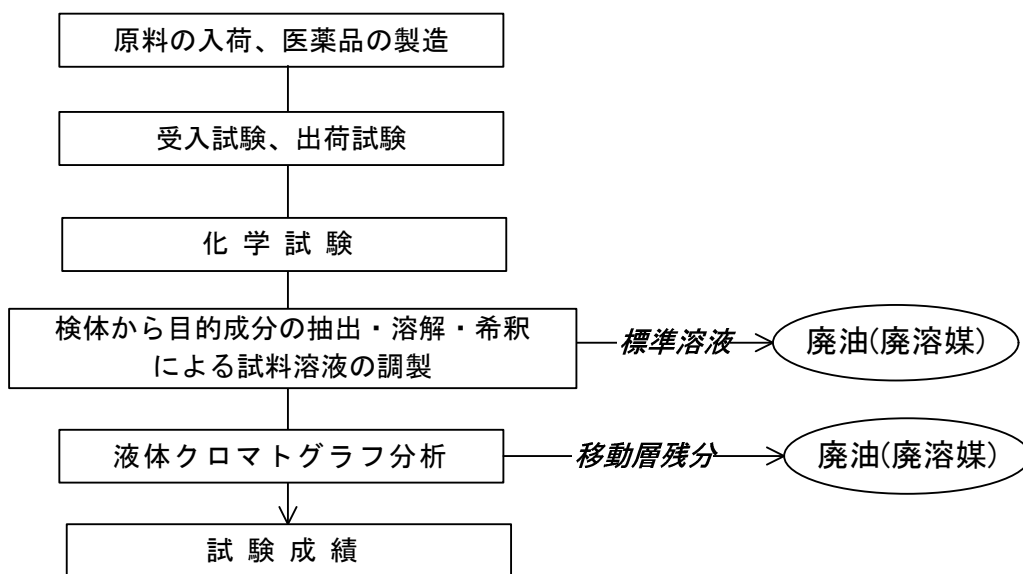 原料の入荷、医薬品の製造
受入試験、出荷試験
化 学 試 験
検体から目的成分の抽出・溶解・希釈
による試料溶液の調製
標準溶液
廃油(廃溶媒)
液体クロマトグラフ分析
移動層残分
廃油(廃溶媒)
試 験 成 績